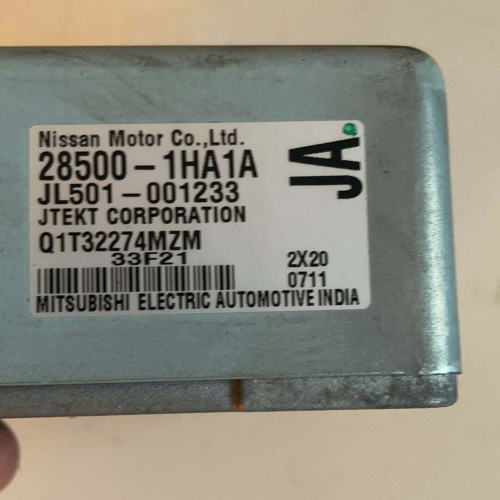 Nissan Motor Co.,Ltd.
28500-1HA1A
JL501-001233
JTEKT CORPORATION
Q1T32274MZM
33F21
2X20
0711
MITSUBISHI ELECTRIC AUTOMOTIVE INDIA
JA